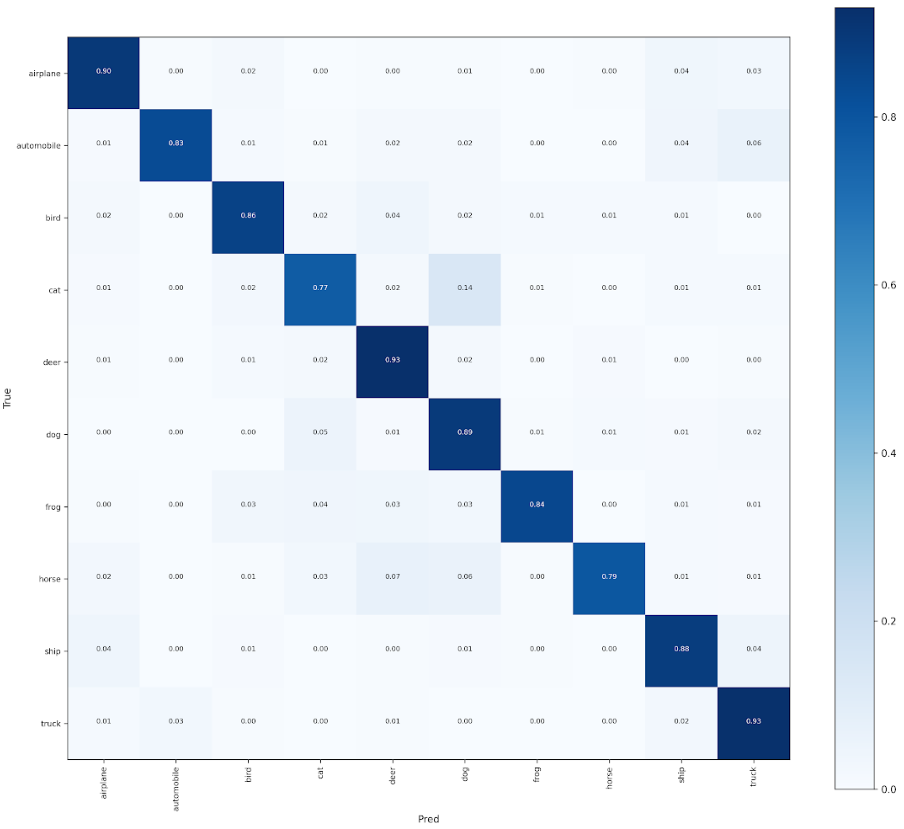 airplane 0.90 0.00 0.02 0.00 0.00 0.01 0.00 0.00 0.04 0.03
automobile 0.01 0.83 0.01 0.01 0.02 0.02 0.00 0.00 0.04 0.06
bird 0.02 0.00 0.86 0.02 0.04 0.02 0.01 0.01 0.01 0.00
cat 0.01 0.00 0.02 0.77 0.02 0.14 0.01 0.00 0.01 0.01
deer 0.01 0.00 0.01 0.02 0.93 0.02 0.00 0.01 0.00 0.00
dog 0.00 0.00 0.00 0.05 0.01 0.89 0.01 0.01 0.01 0.02
frog 0.00 0.00 0.03 0.04 0.03 0.03 0.84 0.00 0.01 0.01
horse 0.02 0.00 0.01 0.03 0.07 0.06 0.00 0.79 0.01 0.01
ship 0.04 0.00 0.01 0.00 0.00 0.01 0.00 0.00 0.88 0.04
truck 0.01 0.03 0.00 0.00 0.01 0.00 0.00 0.00 0.02 0.93
airplane automobile bird cat deer dog frog horse ship truck
True
Pred
0.8
0.6
0.4
0.2
0.0